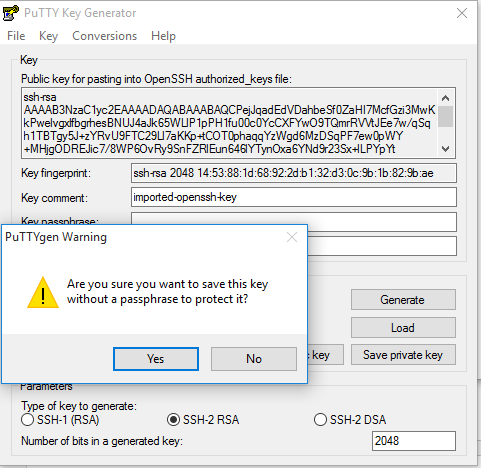 PuTTY Key Generator
File Key Conversions Help
Key
Public key for pasting into OpenSSH authorized_keys file:
ssh-rsa
AAAAB3NzaC1yc2EAAAADAQABAAABAQCPejJqadEdVDahbeSf0ZaHI7McfGzi3MwK
kPwelvgxfbgrhesBNUJ4aJk65WLIP1pPH1fu00c0YcCXFYwO9TQmrRVVtJEe7w/qSq
h1TBTgy5J+zYRvU9FTC29Ll7aKKp+tCOT0phaqqYzWgd6MzDSqPF7ew0pWY
+MHjgODREJic7/8WP6OvRy9SnFZRlEun646lYTynOxa6YNd9r23Sx+lLPYpYt
Key fingerprint: ssh-rsa 2048 14:53:88:1d:68:92:2d:b1:32:d3:0c:9b:1b:82:9b:ae
Key comment: imported-openssh-key
Key passphrase:
PuTTYgen Warning
Are you sure you want to save this key
without a passphrase to protect it?
Yes No
Generate
Load
key Save private key
Parameters
Type of key to generate:
SSH-1 (RSA) SSH-2 RSA SSH-2 DSA
Number of bits in a generated key: 2048